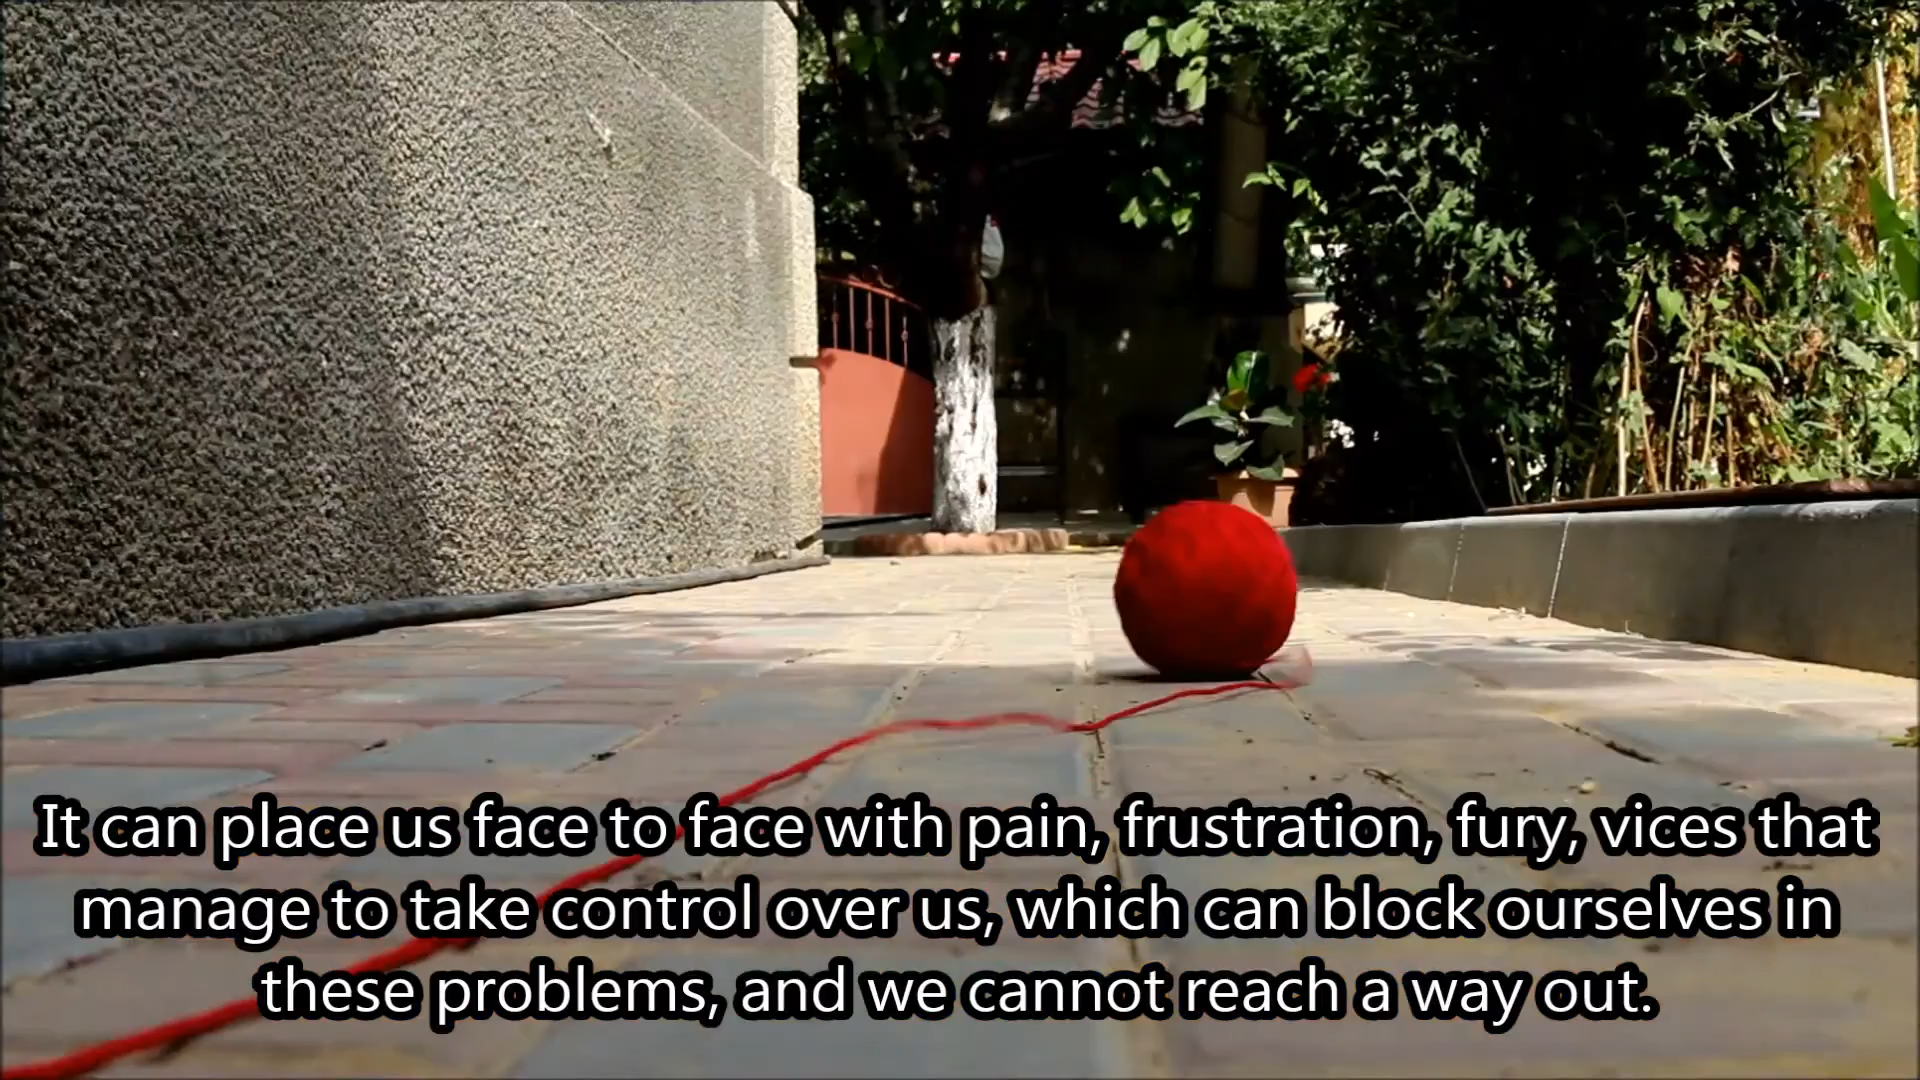 It can place us face to face with pain, frustration, fury, vices that
manage to take control over us, which can block ourselves in
these problems, and we cannot reach a way out.